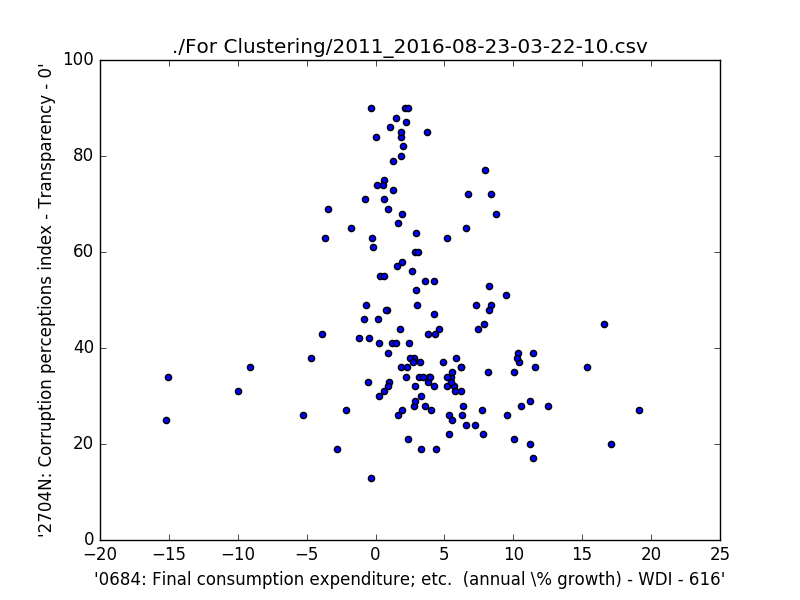 ./For Clustering/2011_2016-08-23-03-22-10.csv
100
80
60
40
20
0
'2704N: Corruption perceptions index - Transparency - 0'
−20 −15 −10 −5 0 5 10 15 20 25
'0684: Final consumption expenditure; etc.  (annual \% growth) - WDI - 616'